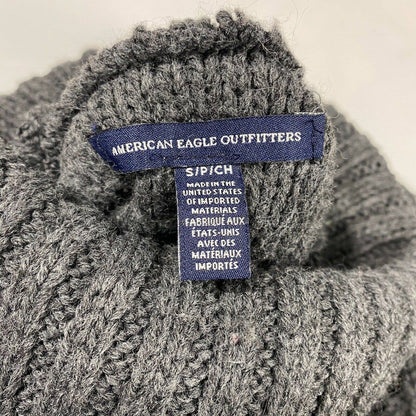 AMERICAN EAGLE OUTFITTERS
S/P/CH
MADE IN THE
UNITED STATES
OF IMPORTED
MATERIALS
FABRIQUÉ AUX
ÉTATS-UNIS
AVEC DES
MATÉRIAUX
IMPORTÉS